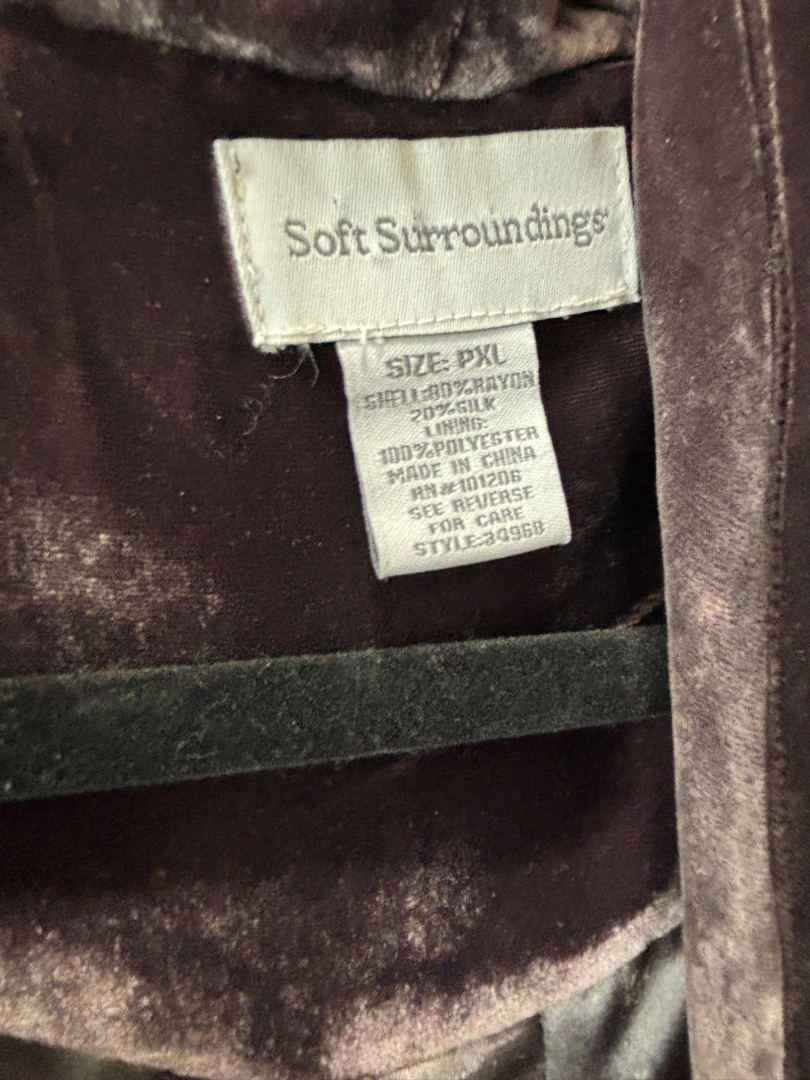 Soft Surroundings
SIZE: PXL
SHELL:80%RAYON
20%SILK
LINING:
100%POLYESTER
MADE IN CHINA
RN#101206
SEE REVERSE
FOR CARE
STYLE:34968